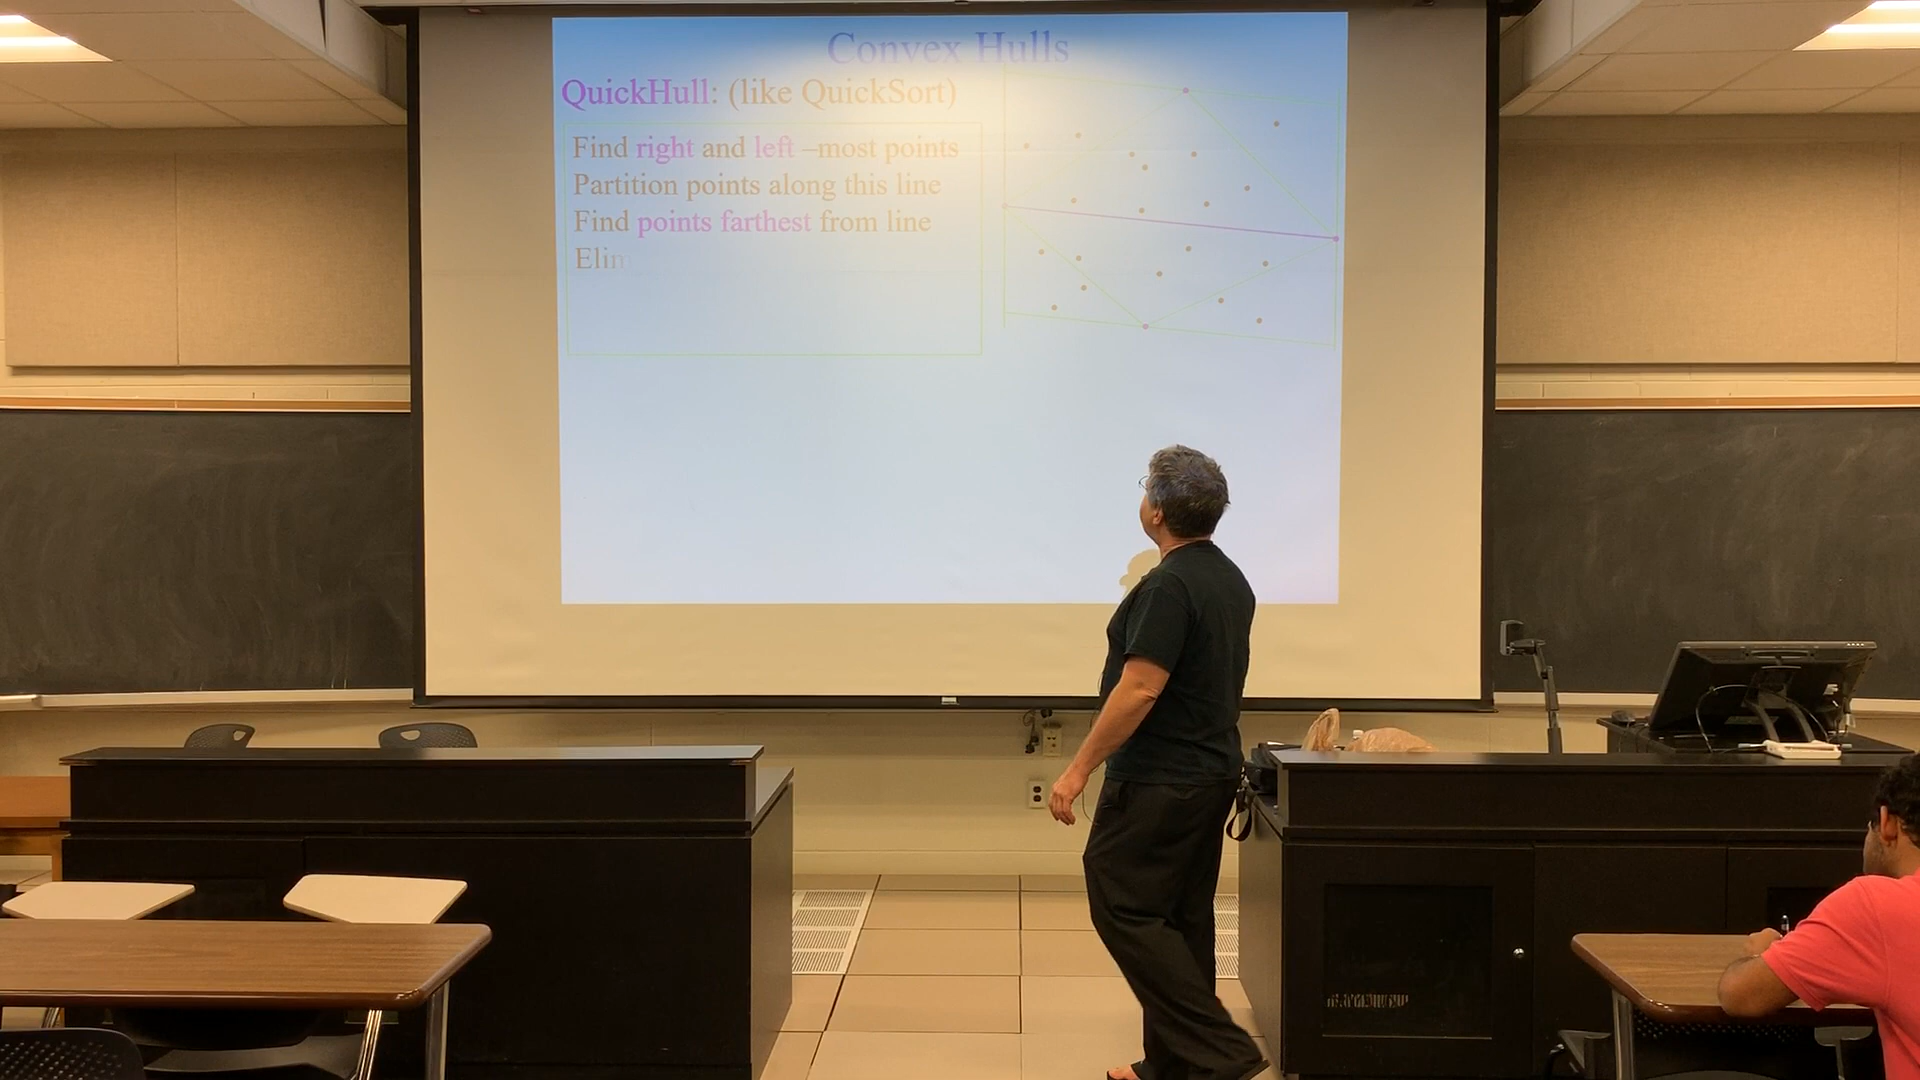 Convex Hulls
QuickHull: (like QuickSort)
Find right and left –most points
Partition points along this line
Find points farthest from line
Elim